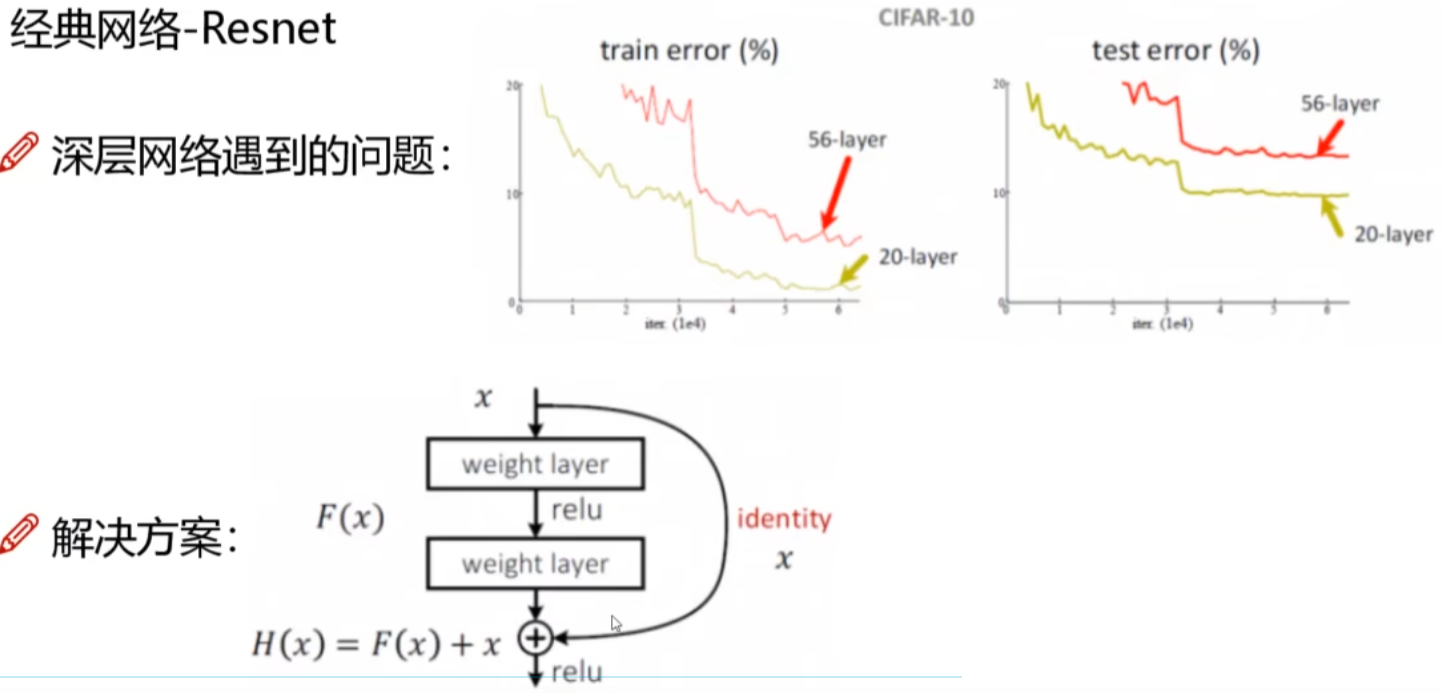 经典网络-Resnet
CIFAR-10
train error (%)
test error (%)
深层网络遇到的问题：
20
10
0
0 1 2 3 4 5 6
iter. (1e4)
56-layer
20-layer
20
10
0
0 1 2 3 4 5 6
iter. (1e4)
56-layer
20-layer
解决方案：
x
weight layer
F(x)
relu
identity
x
weight layer
H(x) = F(x) + x
+
relu